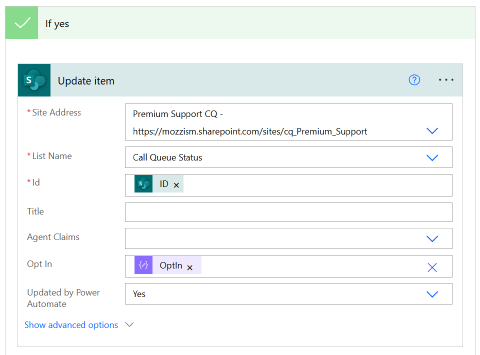 If yes
Update item
* Site Address
Premium Support CQ -
https://mozzism.sharepoint.com/sites/cq_Premium_Support
* List Name
Call Queue Status
* Id
ID ×
Title
Agent Claims
Opt In
OptIn ×
Updated by Power
Automate
Yes
Show advanced options